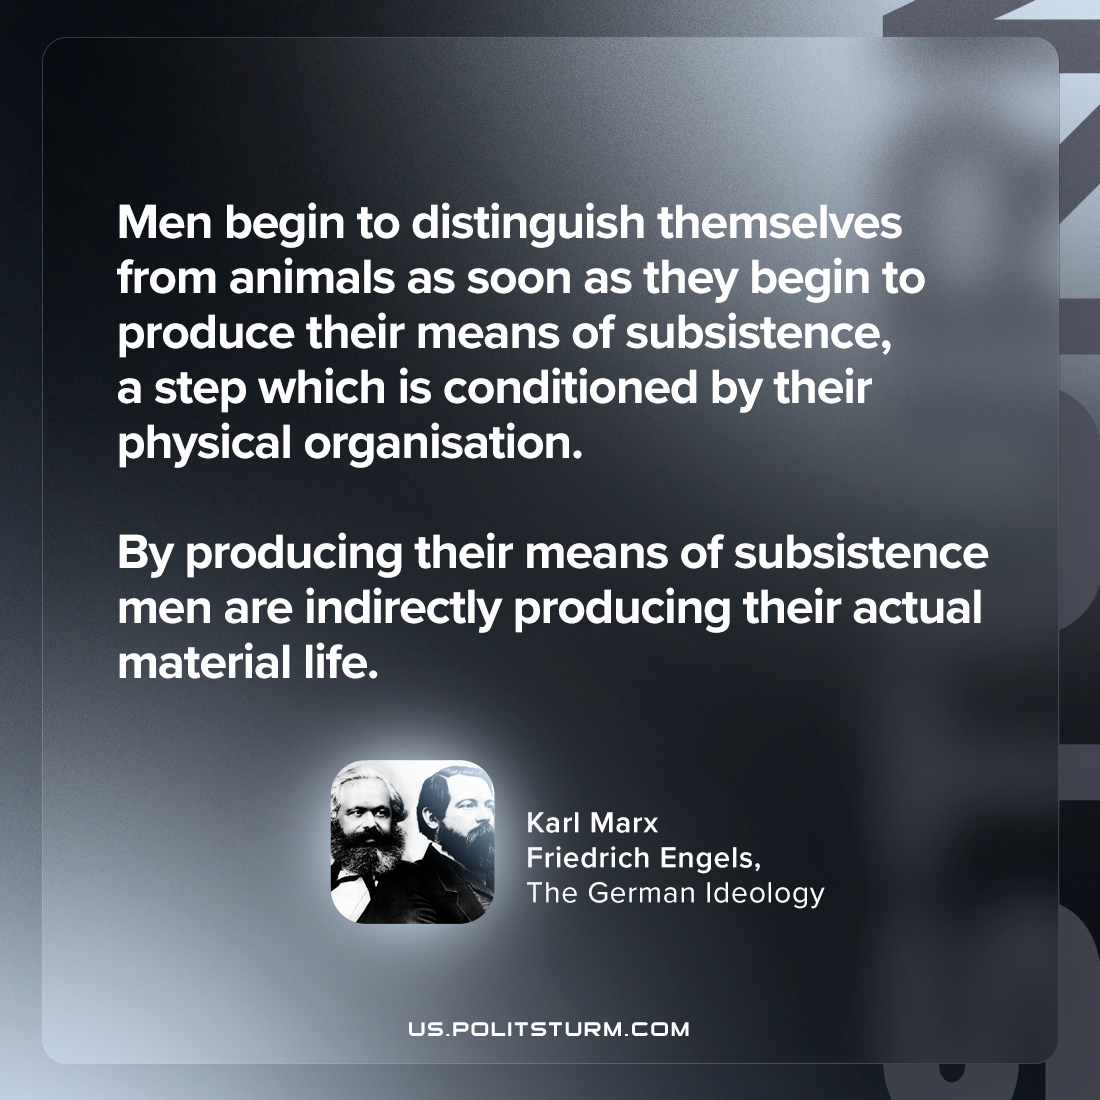 Men begin to distinguish themselves
from animals as soon as they begin to
produce their means of subsistence,
a step which is conditioned by their
physical organisation.
By producing their means of subsistence
men are indirectly producing their actual
material life.
Karl Marx
Friedrich Engels,
The German Ideology
US.POLITSTURM.COM